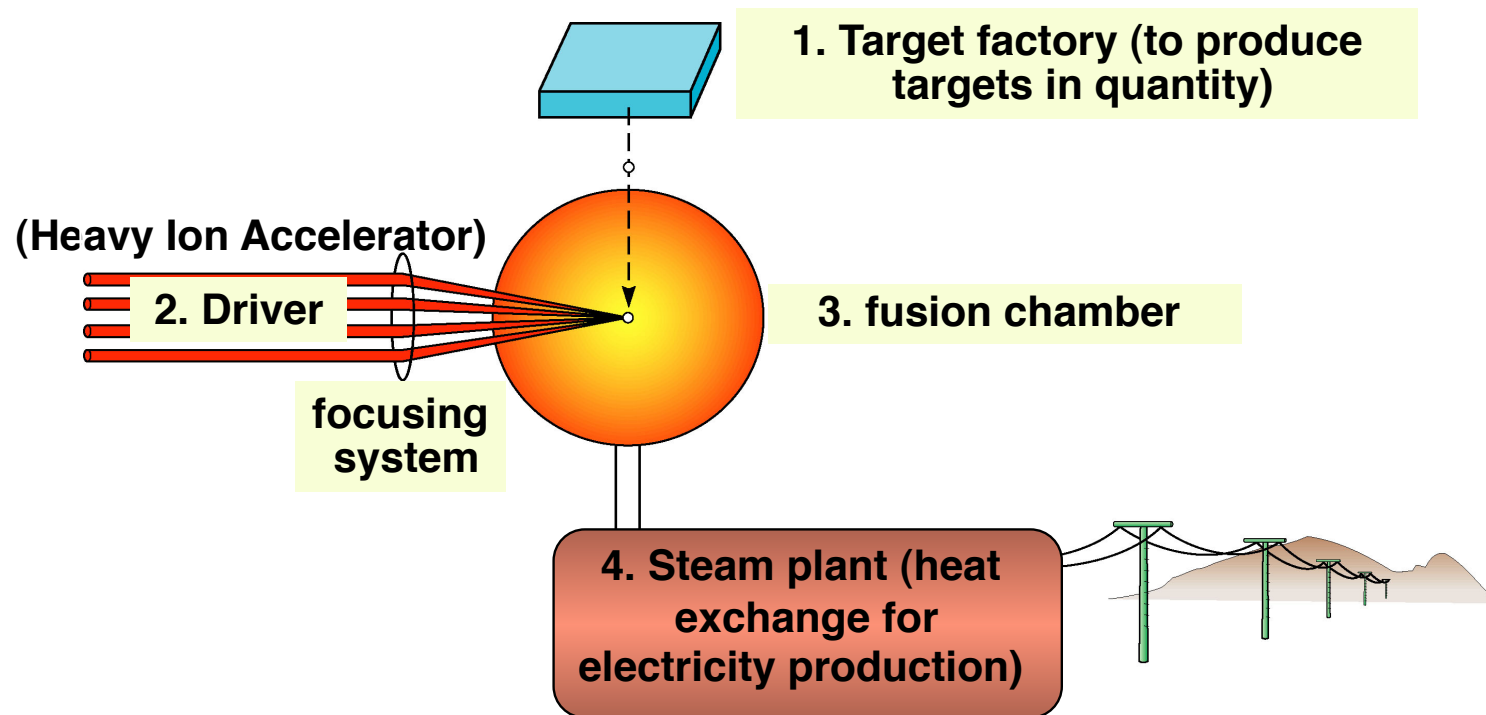 1. Target factory (to produce
targets in quantity)
(Heavy Ion Accelerator)
2. Driver
3. fusion chamber
focusing
system
4. Steam plant (heat
exchange for
electricity production)